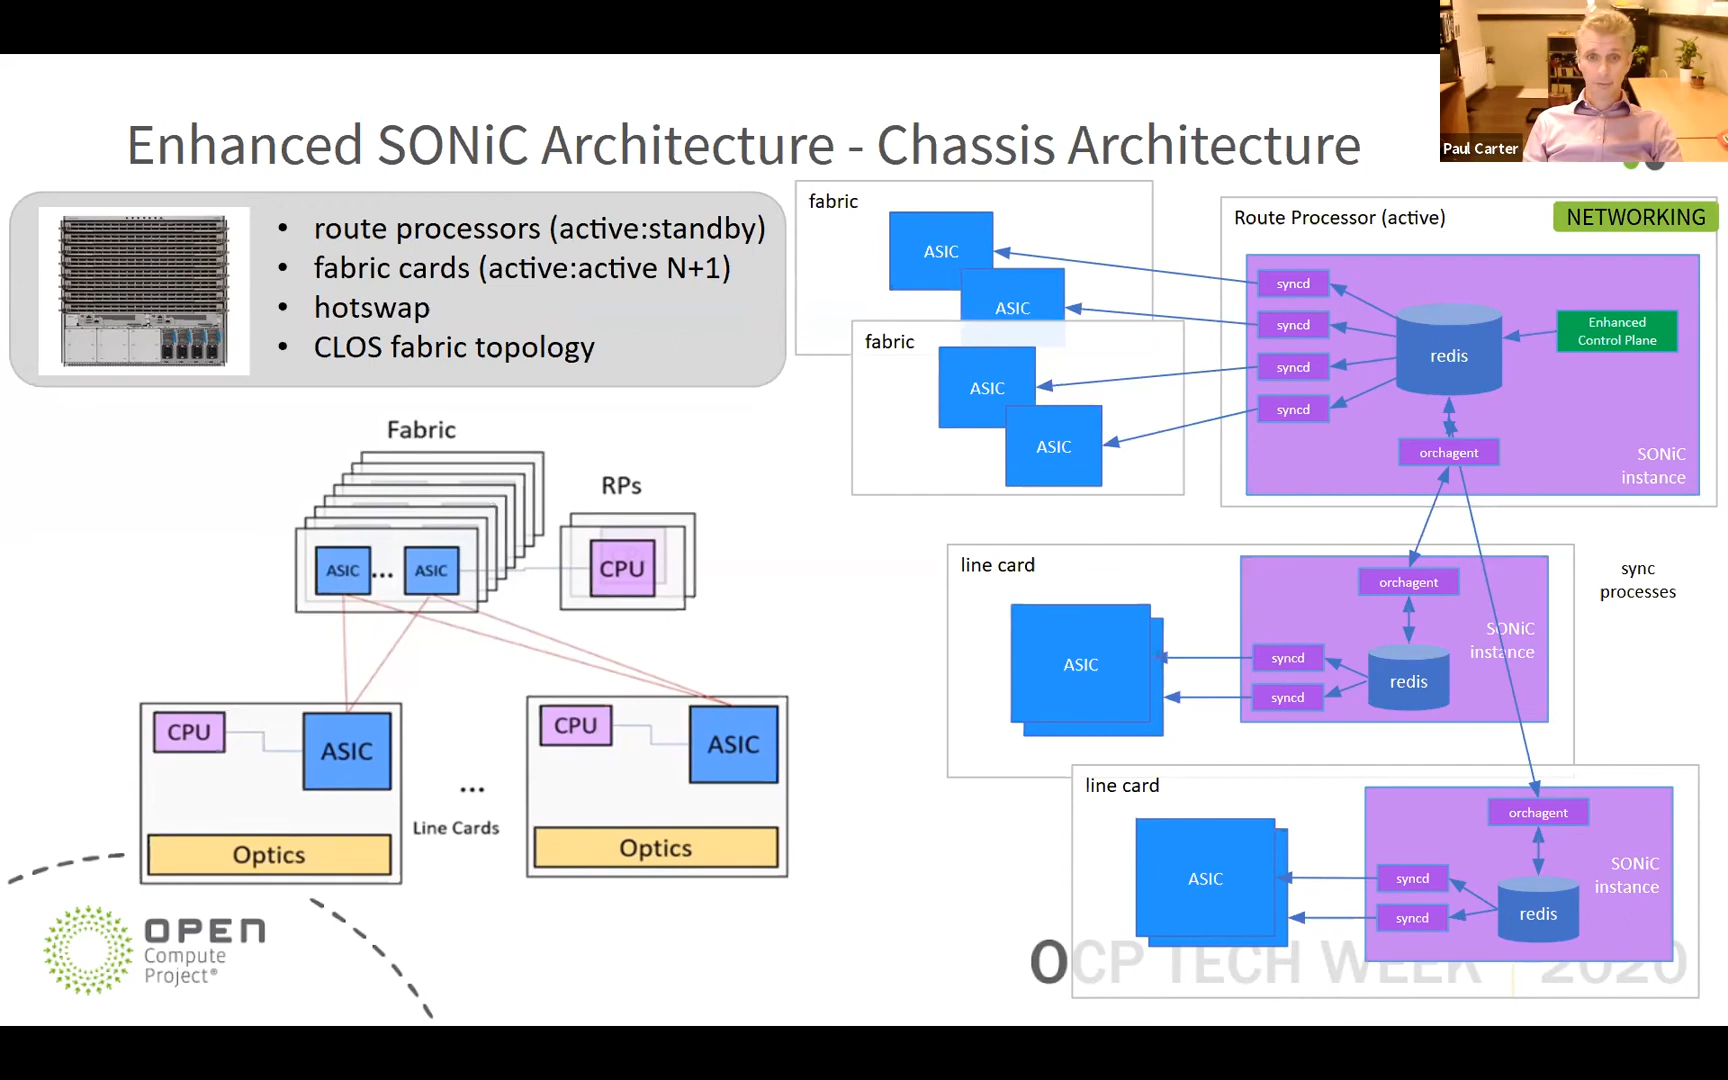 Paul Carter
Enhanced SONiC Architecture - Chassis Architecture
• route processors (active:standby)
• fabric cards (active:active N+1)
• hotswap
• CLOS fabric topology
Fabric
RPs
ASIC
...
ASIC
CPU
CPU
ASIC
Optics
...
Line Cards
CPU
ASIC
Optics
fabric
ASIC
ASIC
fabric
ASIC
ASIC
Route Processor (active)
NETWORKING
syncd
syncd
syncd
syncd
redis
Enhanced
Control Plane
orchagent
SONiC
instance
line card
ASIC
orchagent
syncd
syncd
redis
SONiC
instance
sync
processes
line card
ASIC
orchagent
syncd
syncd
redis
SONiC
instance
OPEN
Compute
Project®
OCP TECH WEEK | 2020